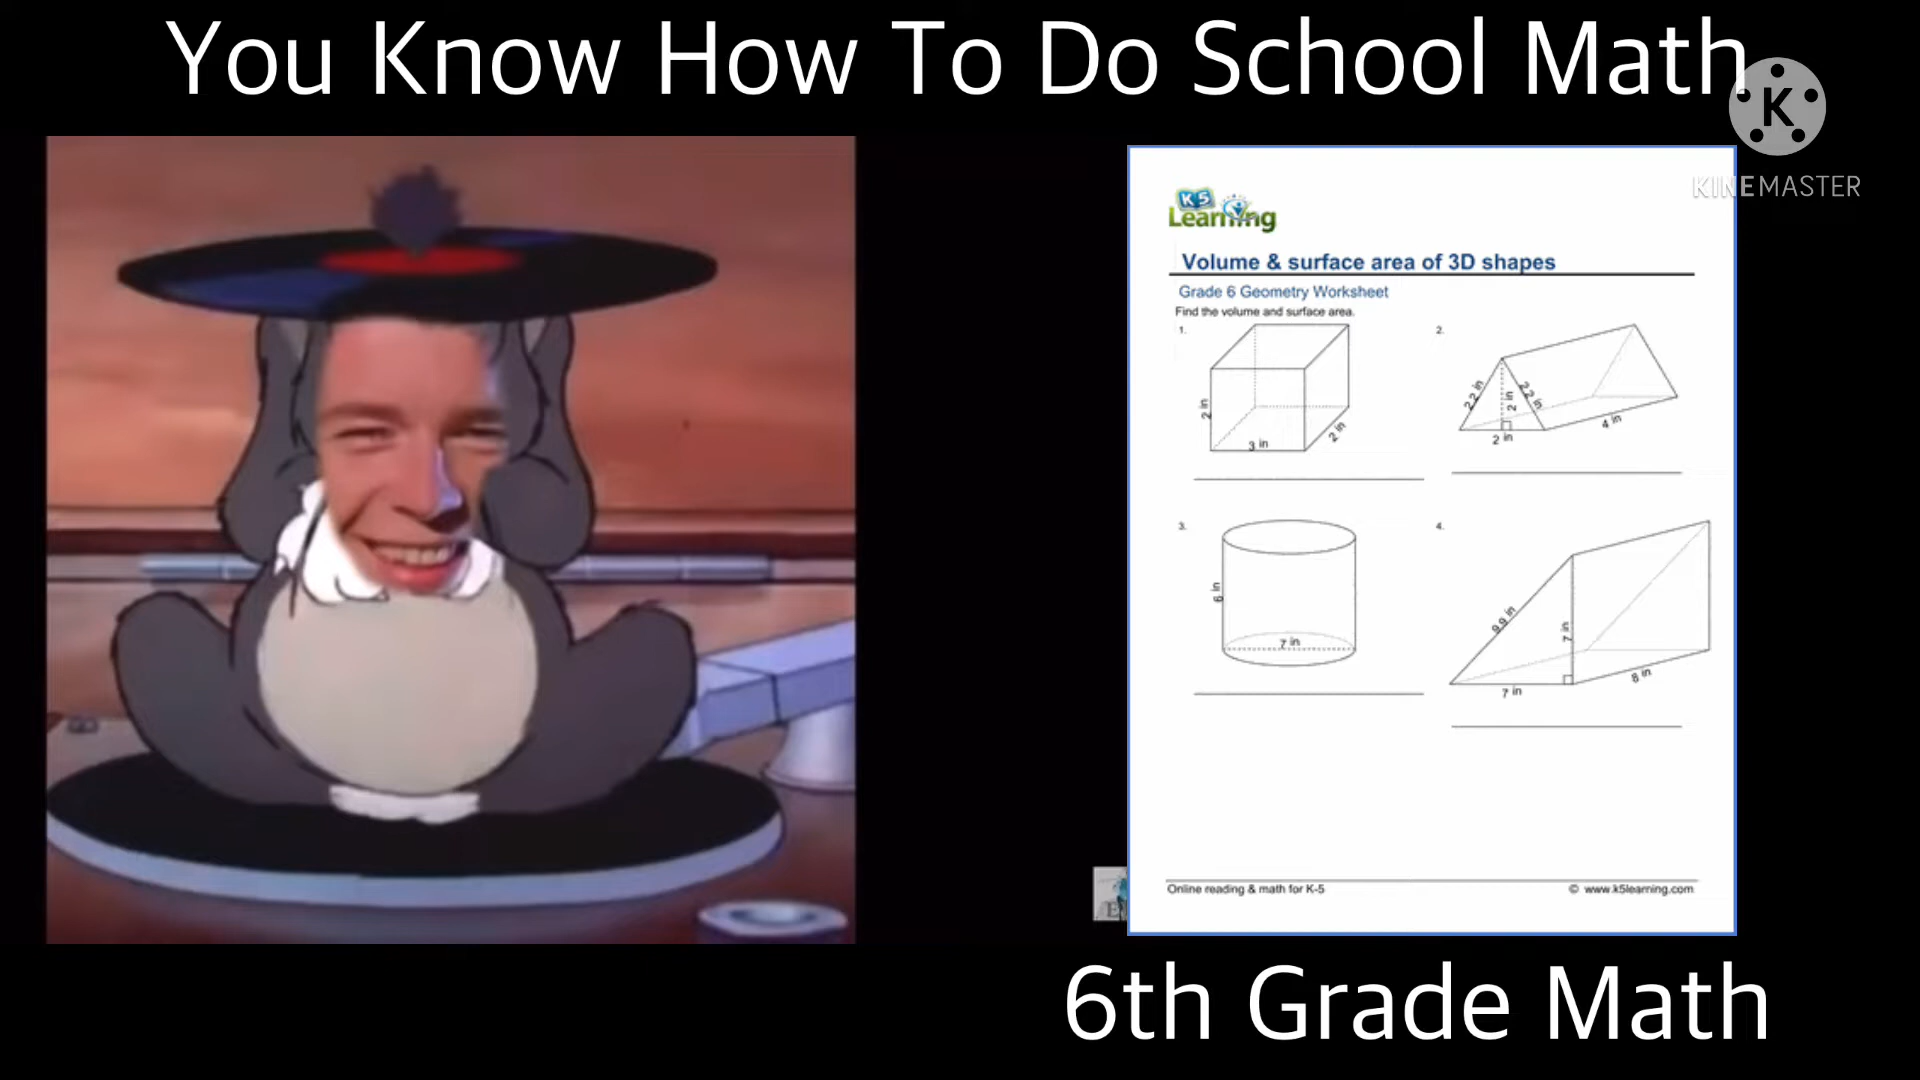 You Know How To Do School Math
K
KINEMASTER
K5
Learning
Volume & surface area of 3D shapes
Grade 6 Geometry Worksheet
Find the volume and surface area.
1.
2 in
3 in
2 in
2.
2.2 in
2 in
2.2 in
2 in
4 in
3.
6 in
7 in
4.
9.9 in
7 in
7 in
8 in
Online reading & math for K-5
© www.k5learning.com
E
6th Grade Math